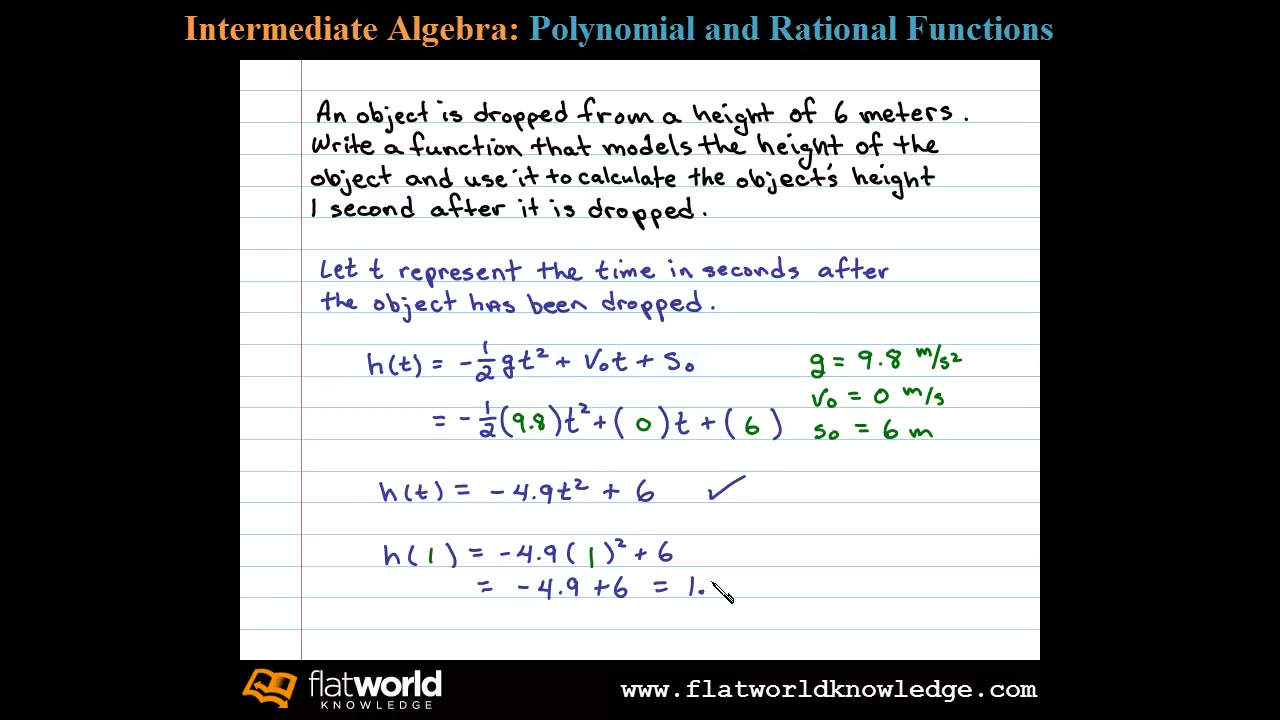 Intermediate Algebra: Polynomial and Rational Functions
An object is dropped from a height of 6 meters.
Write a function that models the height of the
object and use it to calculate the object's height
1 second after it is dropped.
Let t represent the time in seconds after
the object has been dropped.
h(t) = -1/2 gt² + v₀t + s₀
g = 9.8 m/s²
v₀ = 0 m/s
= -1/2 (9.8)t² + (0)t + (6)
s₀ = 6 m
h(t) = -4.9t² + 6 ✓
h(1) = -4.9(1)² + 6
= -4.9 + 6 = 1.
flatworld
KNOWLEDGE
www.flatworldknowledge.com